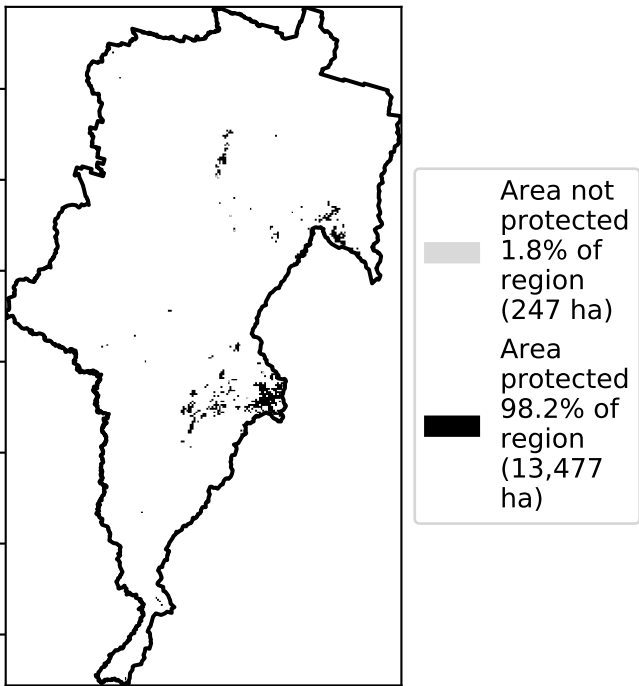 Area not
protected
1.8% of
region
(247 ha)
Area
protected
98.2% of
region
(13,477
ha)